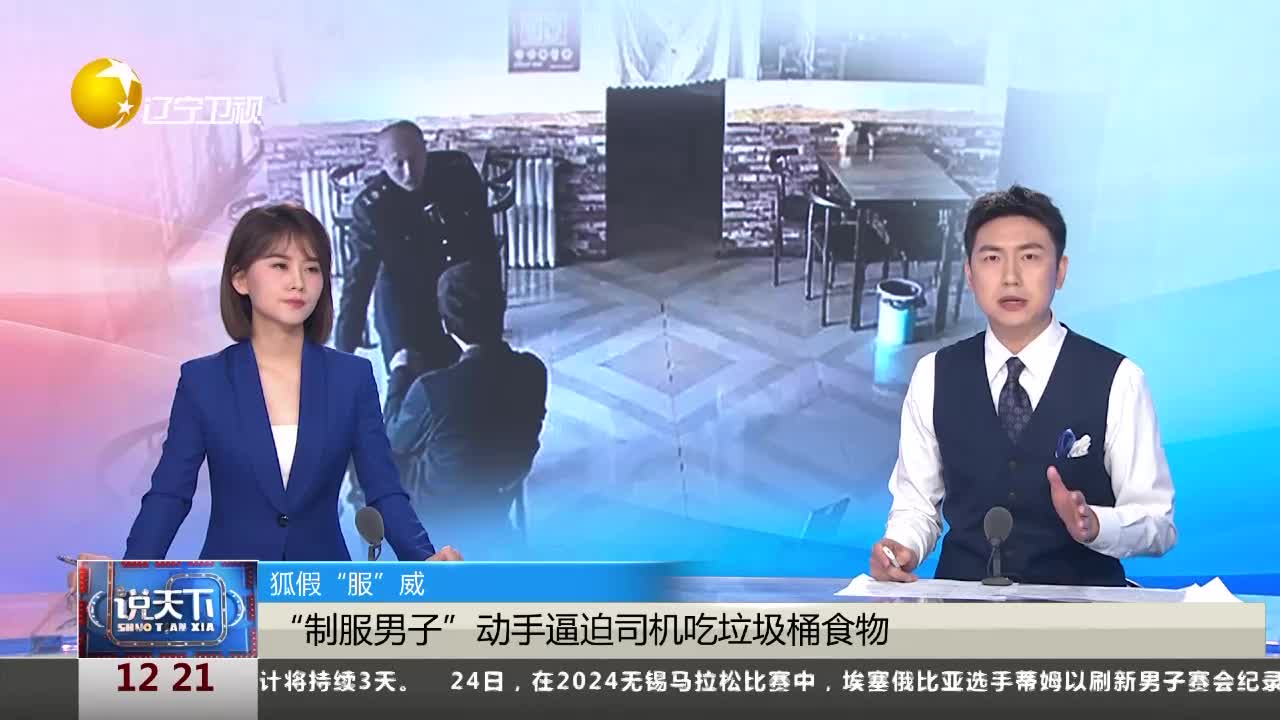 辽宁卫视
狐假“服”威
“制服男子”动手逼迫司机吃垃圾桶食物
说天下
SHUO TIAN XIA
12 21
计将持续3天。 24日，在2024无锡马拉松比赛中，埃塞俄比亚选手蒂姆以刷新男子赛会纪录